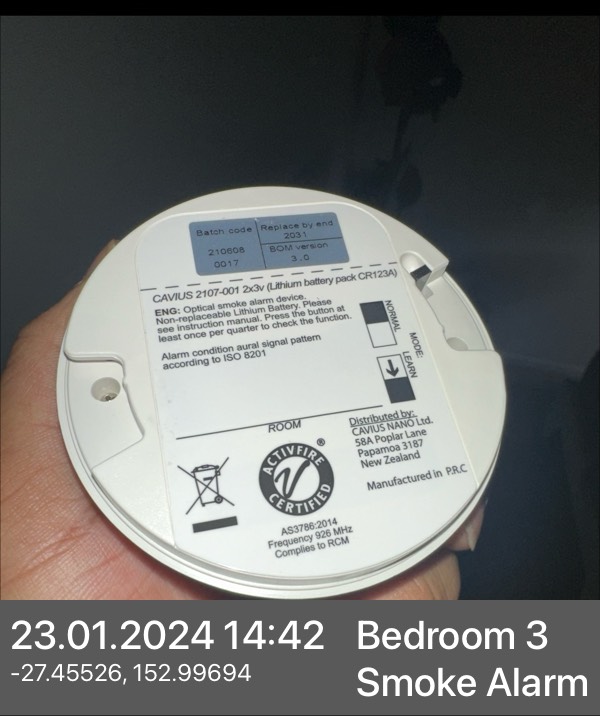 Batch code
210608
0017
Replace by end
2031
BOM version
3.0
CAVIUS 2107-001 2x3v (Lithium battery pack CR123A)
ENG: Optical smoke alarm device.
Non-replaceable Lithium Battery. Please
see instruction manual. Press the button at
least once per quarter to check the function.
Alarm condition aural signal pattern
according to ISO 8201
NORMAL
MODE:
LEARN
ROOM
ACTIVFIRE
®
CERTIFIED
AS3786:2014
Frequency 926 MHz
Complies to RCM
Distributed by:
CAVIUS NANO Ltd.
58A Poplar Lane
Papamoa 3187
New Zealand
Manufactured in P.R.C
23.01.2024 14:42
-27.45526, 152.99694
Bedroom 3
Smoke Alarm